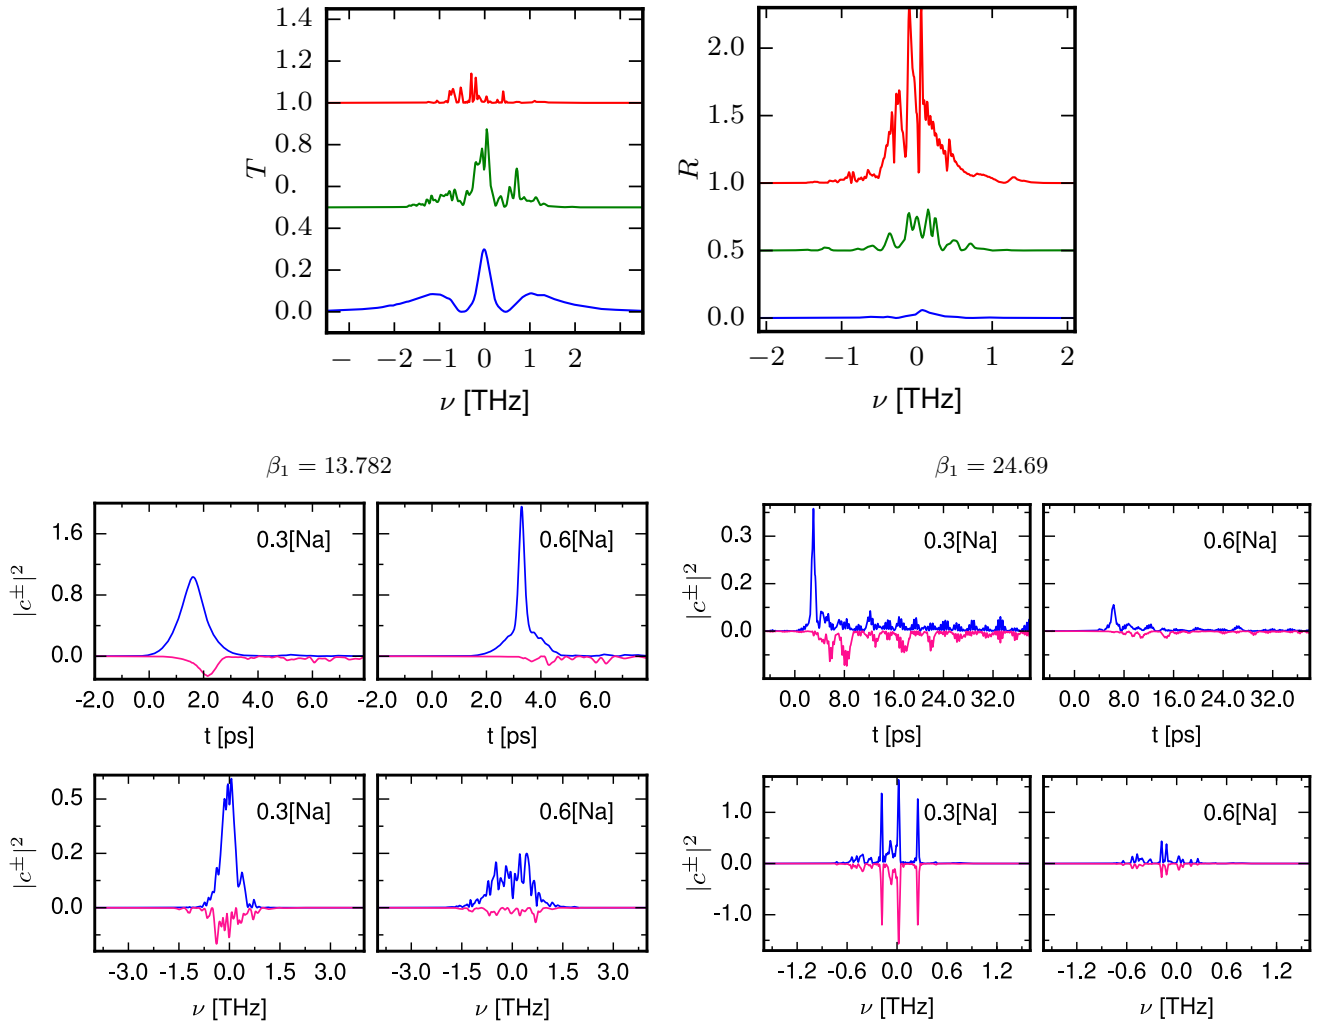 1.4
1.2
1.0
0.8
0.
0.4
0.2
0.0
T
− −2 −1 0 1 2
ν [THz]
2.0
1.5
1.0
0.5
0.0
R
−2 −1 0 1 2
ν [THz]
β₁ = 13.782
β₁ = 24.69
1.6
0.8
0.0
|c±|²
0.3[Na]
0.6[Na]
-2.0 0.0 2.0 4.0 6.0
-2.0 0.0 2.0 4.0 6.0
t [ps]
t [ps]
0.3
0.2
0.0
|c±|²
0.3[Na]
0.6[Na]
0.0 8.0 16.0 24.0 32.0
0.0 8.0 16.0 24.0 32.0
t [ps]
t [ps]
0.5
0.2
0.0
|c±|²
0.3[Na]
0.6[Na]
-3.0 -1.5 0.0 1.5 3.0
-3.0 -1.5 0.0 1.5 3.0
ν [THz]
ν [THz]
1.0
0.0
-1.0
|c±|²
0.3[Na]
0.6[Na]
-1.2 -0.6 0.0 0.6 1.2
-1.2 -0.6 0.0 0.6 1.2
ν [THz]
ν [THz]